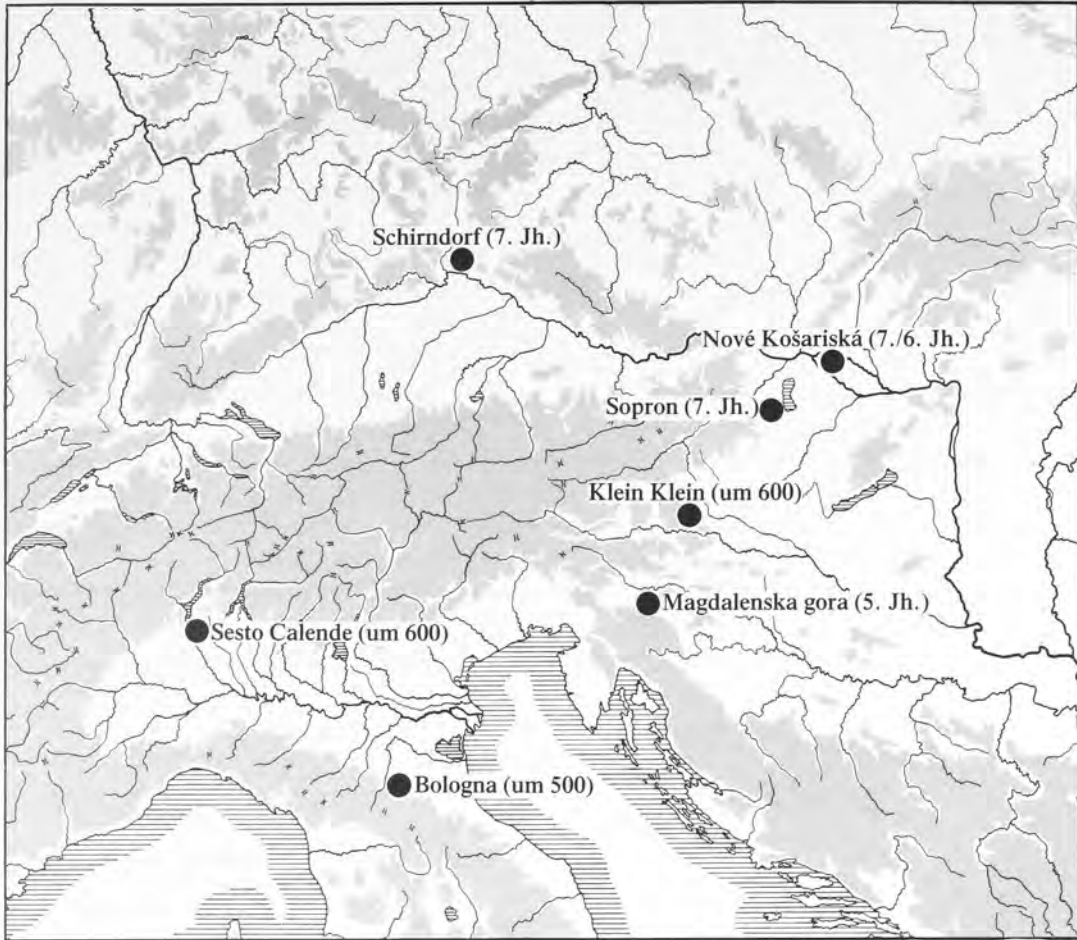 Schirndorf (7. Jh.)
Nové Košariská (7./6. Jh.)
Sopron (7. Jh.)
Klein Klein (um 600)
Magdalenska gora (5. Jh.)
Sesto Calende (um 600)
Bologna (um 500)